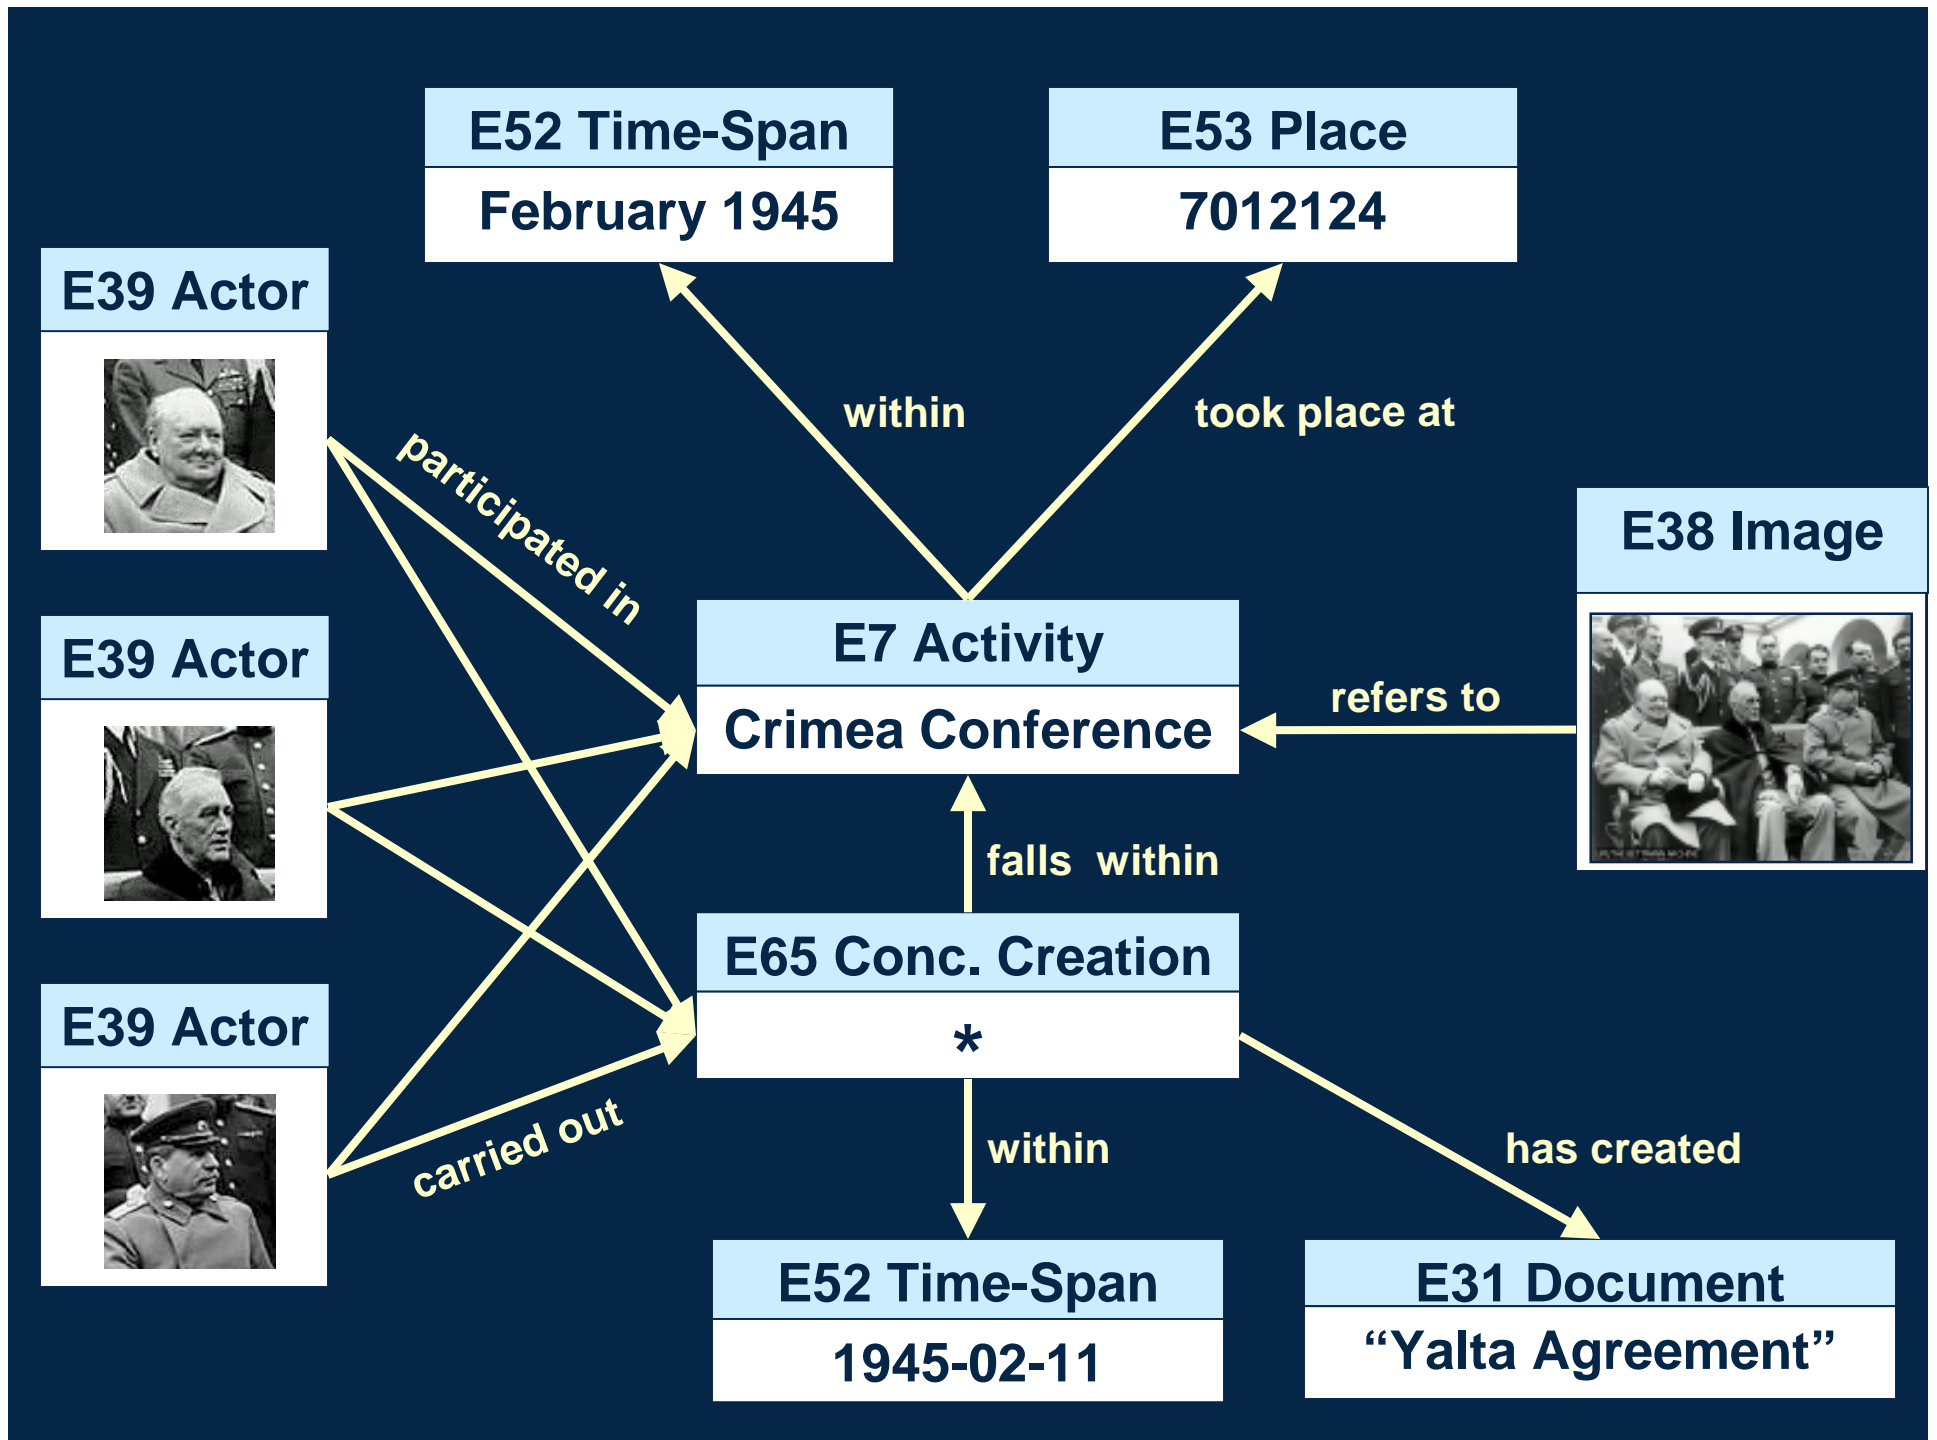 E52 Time-Span
February 1945
E53 Place
7012124
E39 Actor
within
took place at
participated in
E38 Image
E7 Activity
Crimea Conference
refers to
E39 Actor
falls within
E65 Conc. Creation
*
E39 Actor
carried out
within
has created
E52 Time-Span
1945-02-11
E31 Document
“Yalta Agreement”